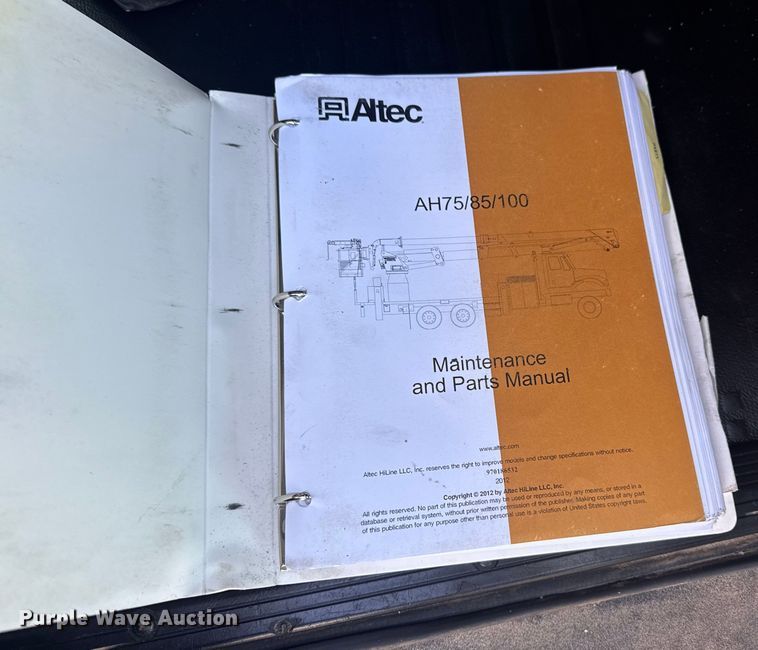 Altec
AH75/85/100
Maintenance
and Parts Manual
www.altec.com
Altec HiLine LLC, Inc. reserves the right to improve models and change specifications without notice.
970186532
2012
Copyright © 2012 by Altec HiLine LLC, Inc.
All rights reserved. No part of this publication may be used or reproduced by any means, or stored in a
database or retrieval system, without prior written permission of the publisher. Making copies of any part
of this publication for any purpose other than personal use is a violation of United States copyright laws.
Purple Wave Auction